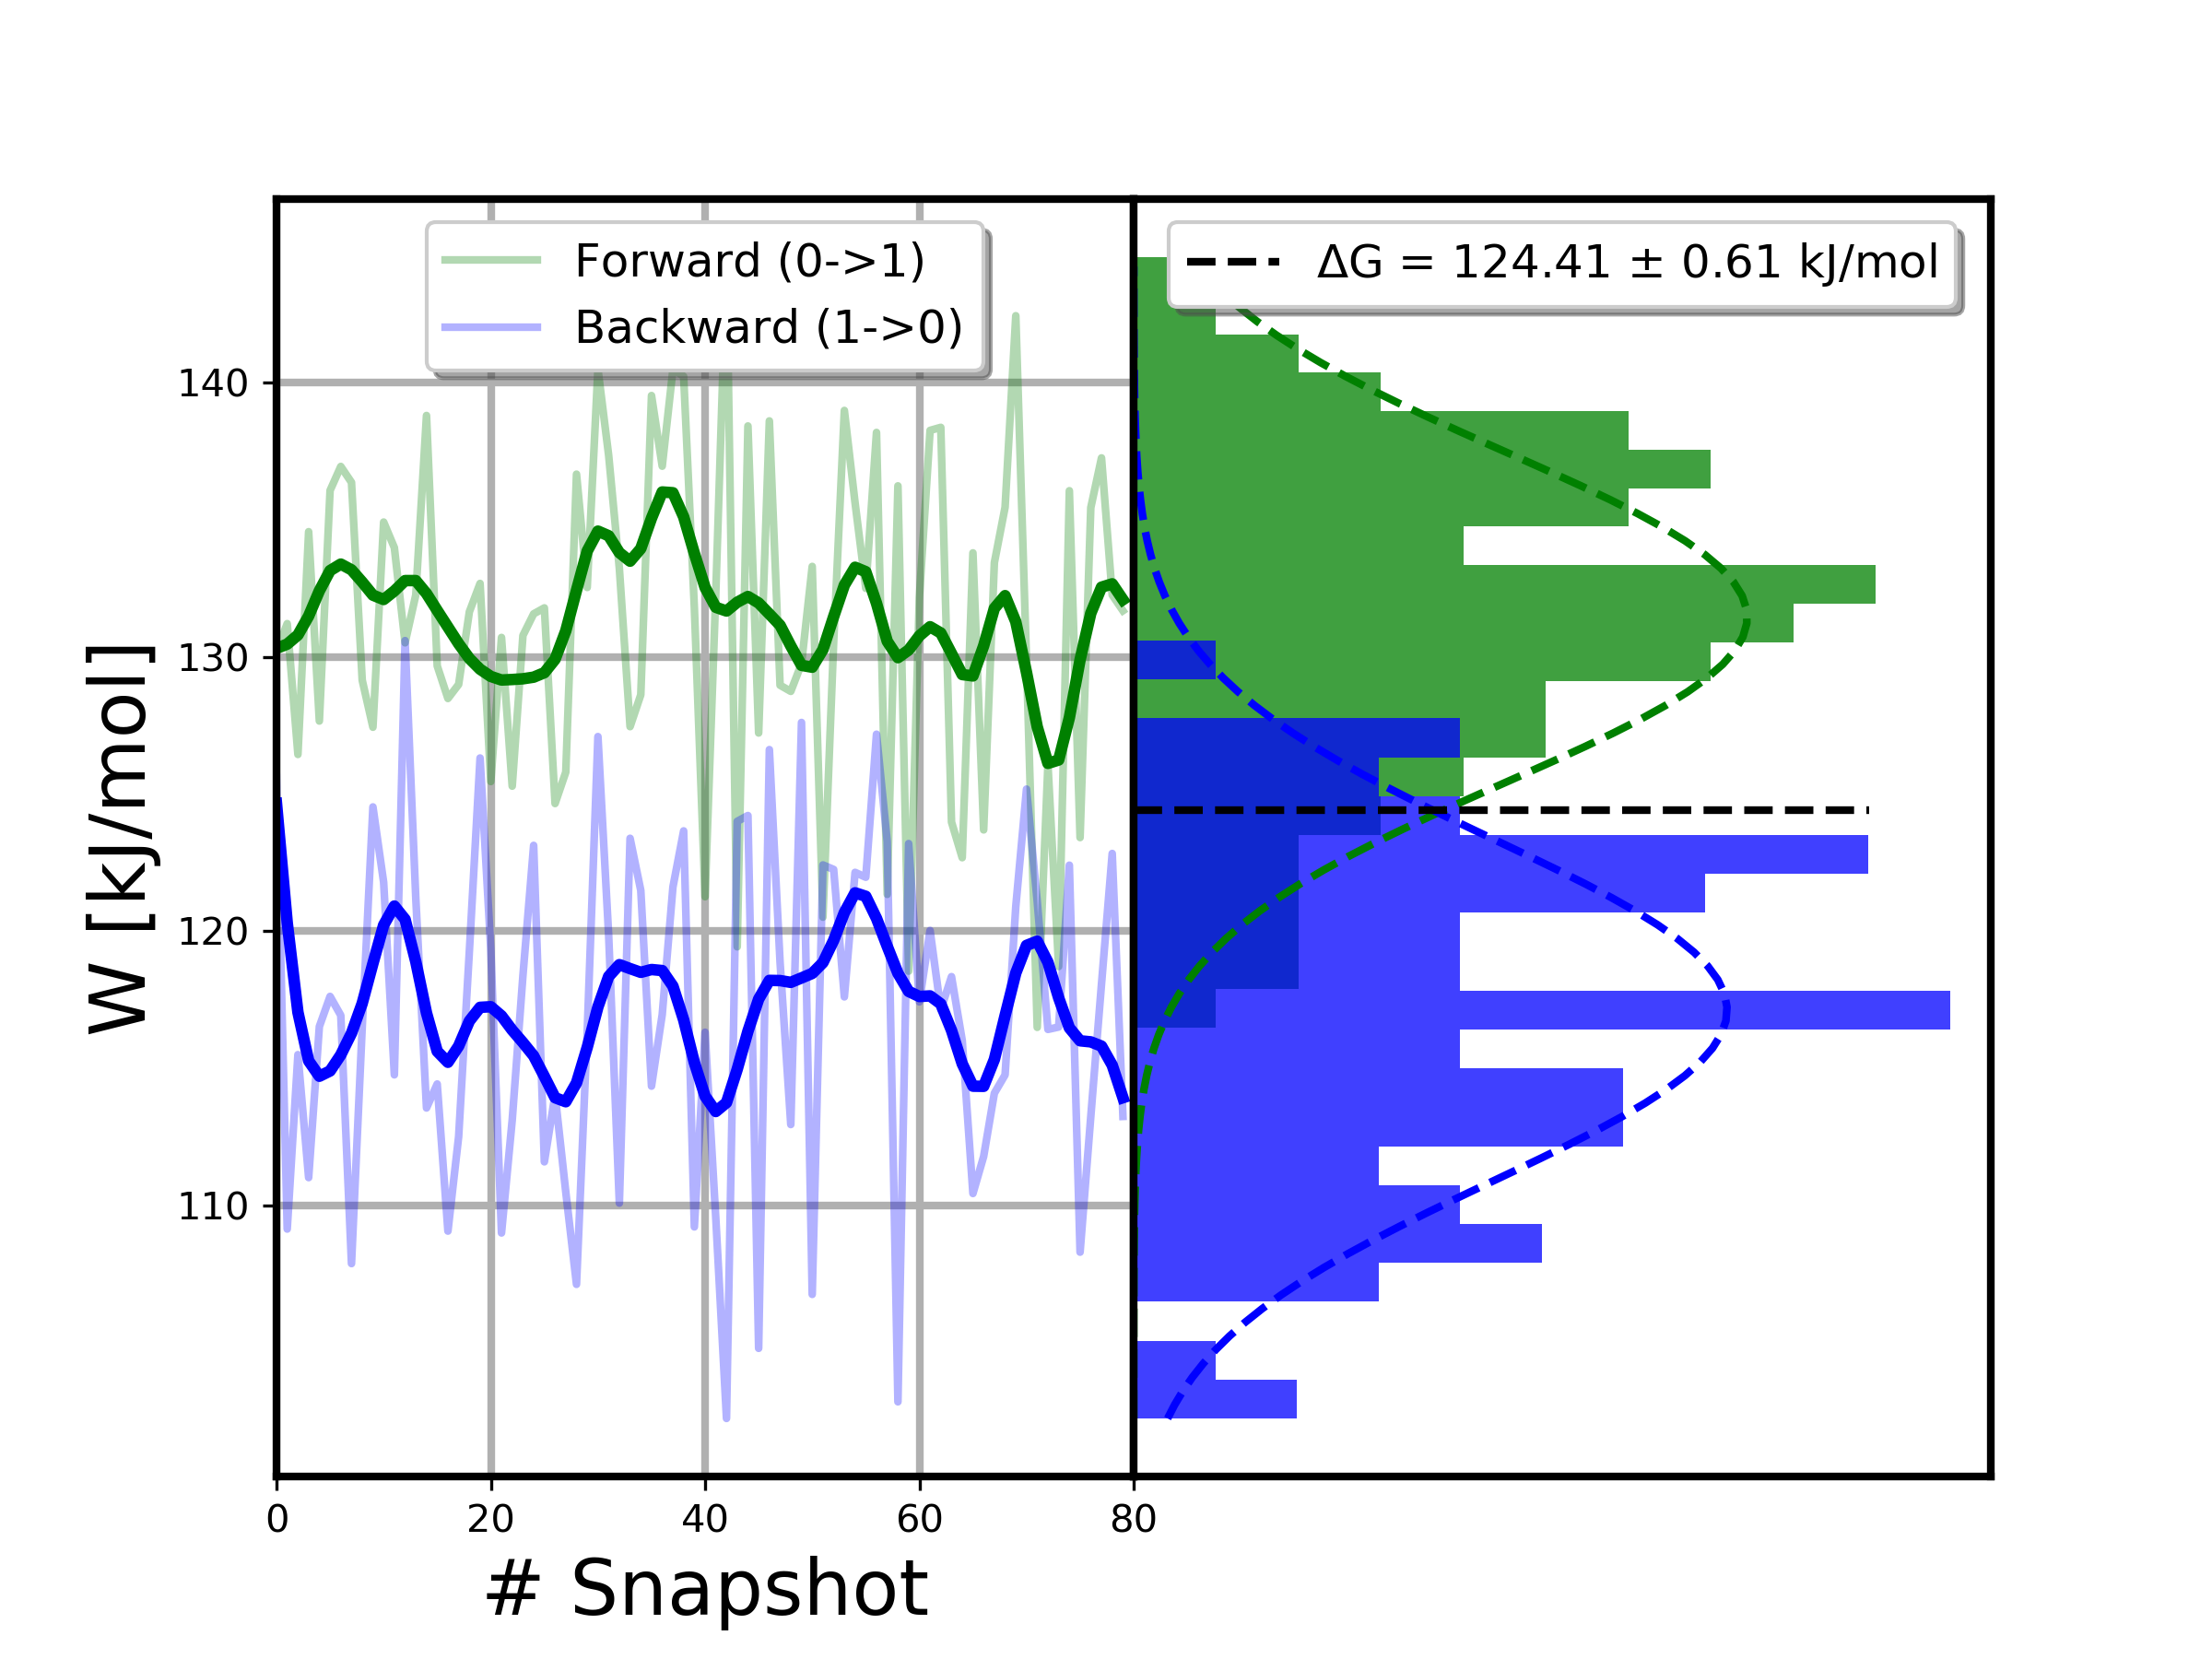 Forward (0->1)
Backward (1->0)
ΔG = 124.41 ± 0.61 kJ/mol
W [kJ/mol]
140
130
120
110
0 20 40 60 80
# Snapshot